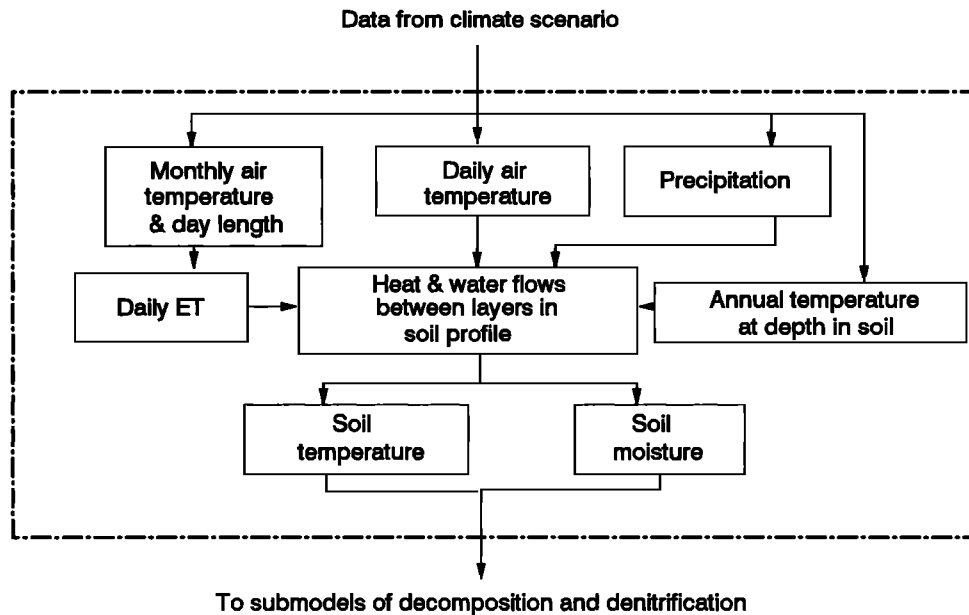 Data from climate scenario
Monthly air
temperature
& day length
Daily air
temperature
Precipitation
Daily ET
Heat & water flows
between layers in
soil profile
Annual temperature
at depth in soil
Soil
temperature
Soil
moisture
To submodels of decomposition and denitrification